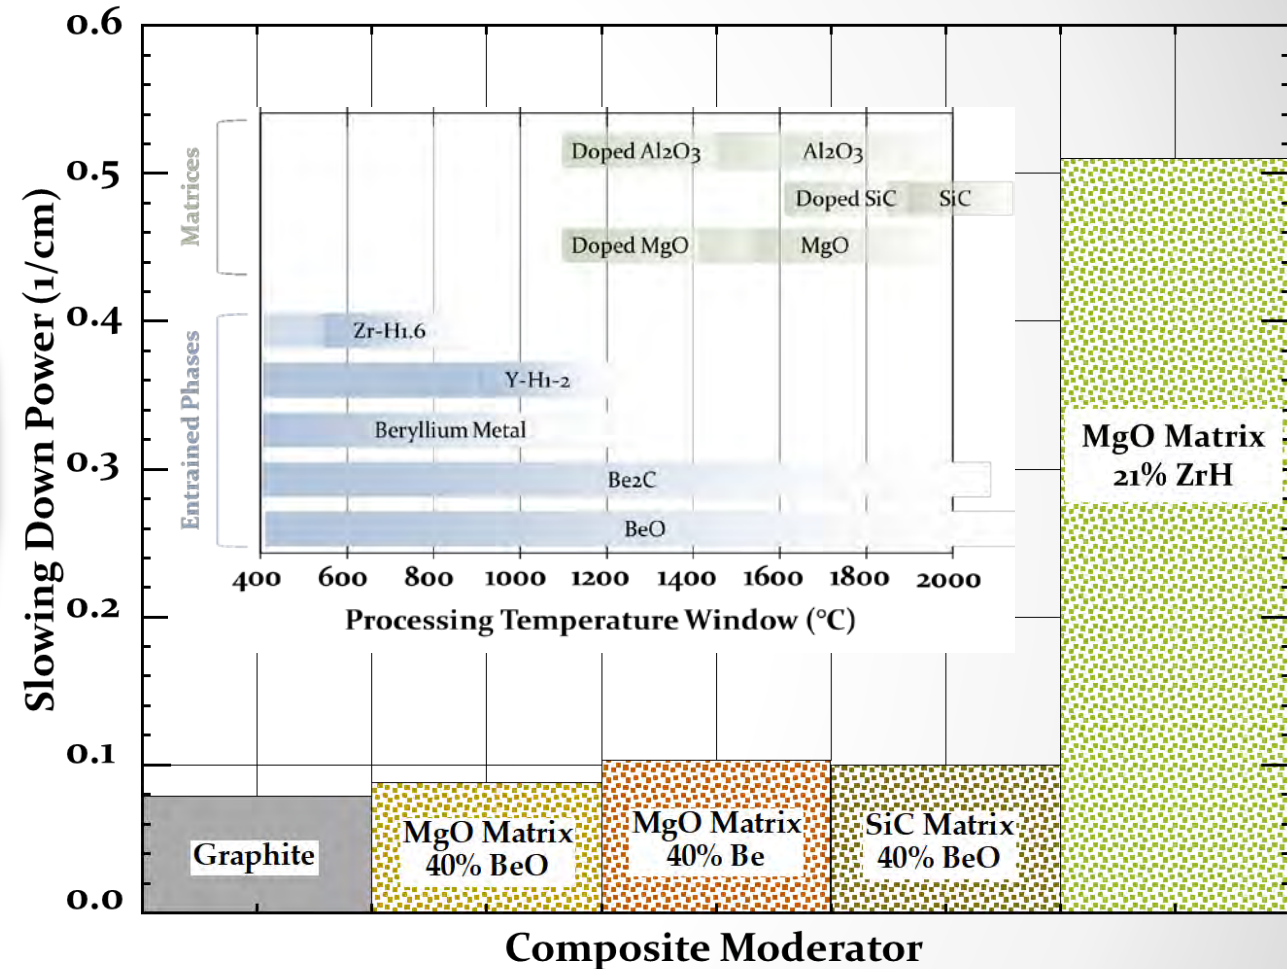 Slowing Down Power (1/cm)
0.6
0.5
0.4
0.3
0.2
0.1
0.0
Matrices
Doped Al2O3
Al2O3
Doped SiC
SiC
Doped MgO
MgO
Entrained Phases
Zr-H1.6
Y-H1-2
Beryllium Metal
Be2C
BeO
400 600 800 1000 1200 1400 1600 1800 2000
Processing Temperature Window (°C)
Graphite
MgO Matrix
40% BeO
MgO Matrix
40% Be
SiC Matrix
40% BeO
MgO Matrix
21% ZrH
Composite Moderator